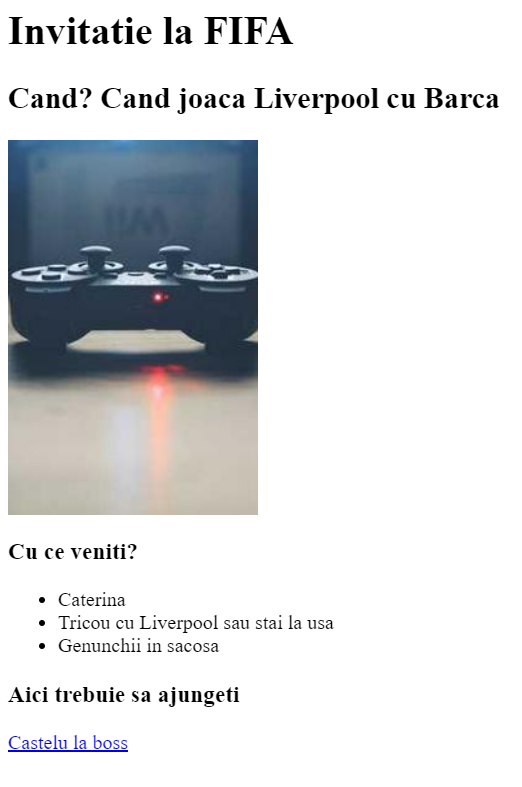 Invitatie la FIFA
Cand? Cand joaca Liverpool cu Barca
Cu ce veniti?
Caterina
Tricou cu Liverpool sau stai la usa
Genunchii in sacosa
Aici trebuie sa ajungeti
Castelu la boss